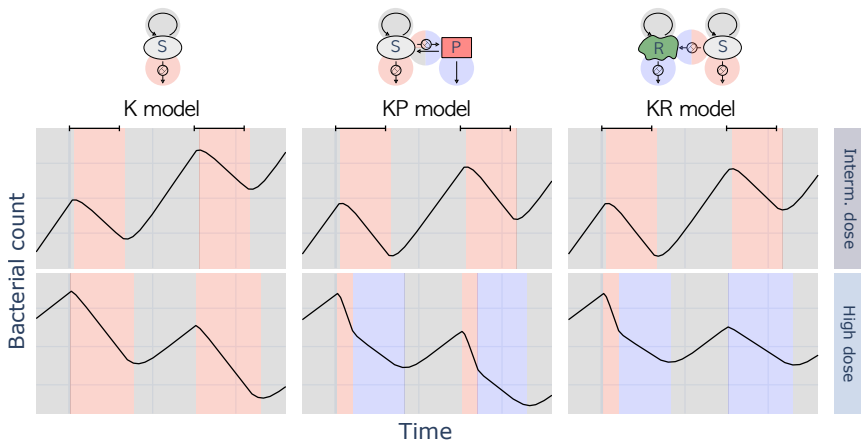 S
S
P
R
S
K model
KP model
KR model
Bacterial count
Interm. dose
High dose
Time